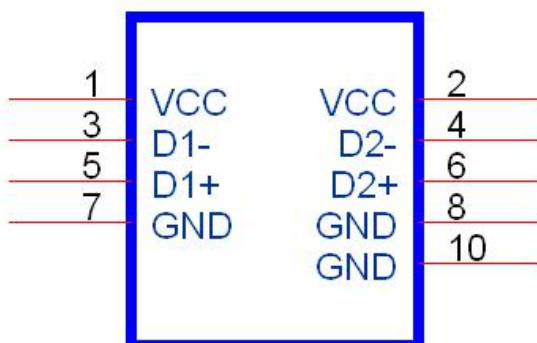 1 VCC VCC 2
3 D1- D2- 4
5 D1+ D2+ 6
7 GND GND 8
GND 10